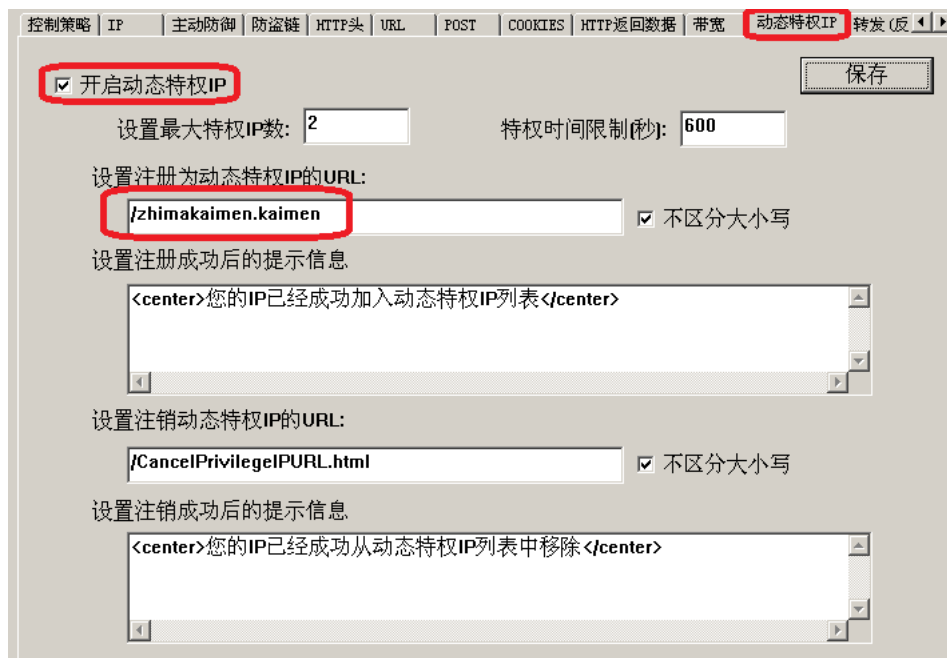 控制策略 IP 主动防御 防盗链 HTTP头 URL POST COOKIES HTTP返回数据 带宽 动态特权IP 转发(反
开启动态特权IP 保存
设置最大特权IP数: 2 特权时间限制(秒): 600
设置注册为动态特权IP的URL:
/zhimakaimen.kaimen 不区分大小写
设置注册成功后的提示信息
<center>您的IP已经成功加入动态特权IP列表</center>
设置注销动态特权IP的URL:
/CancelPrivilegeIPURL.html 不区分大小写
设置注销成功后的提示信息
<center>您的IP已经成功从动态特权IP列表中移除</center>